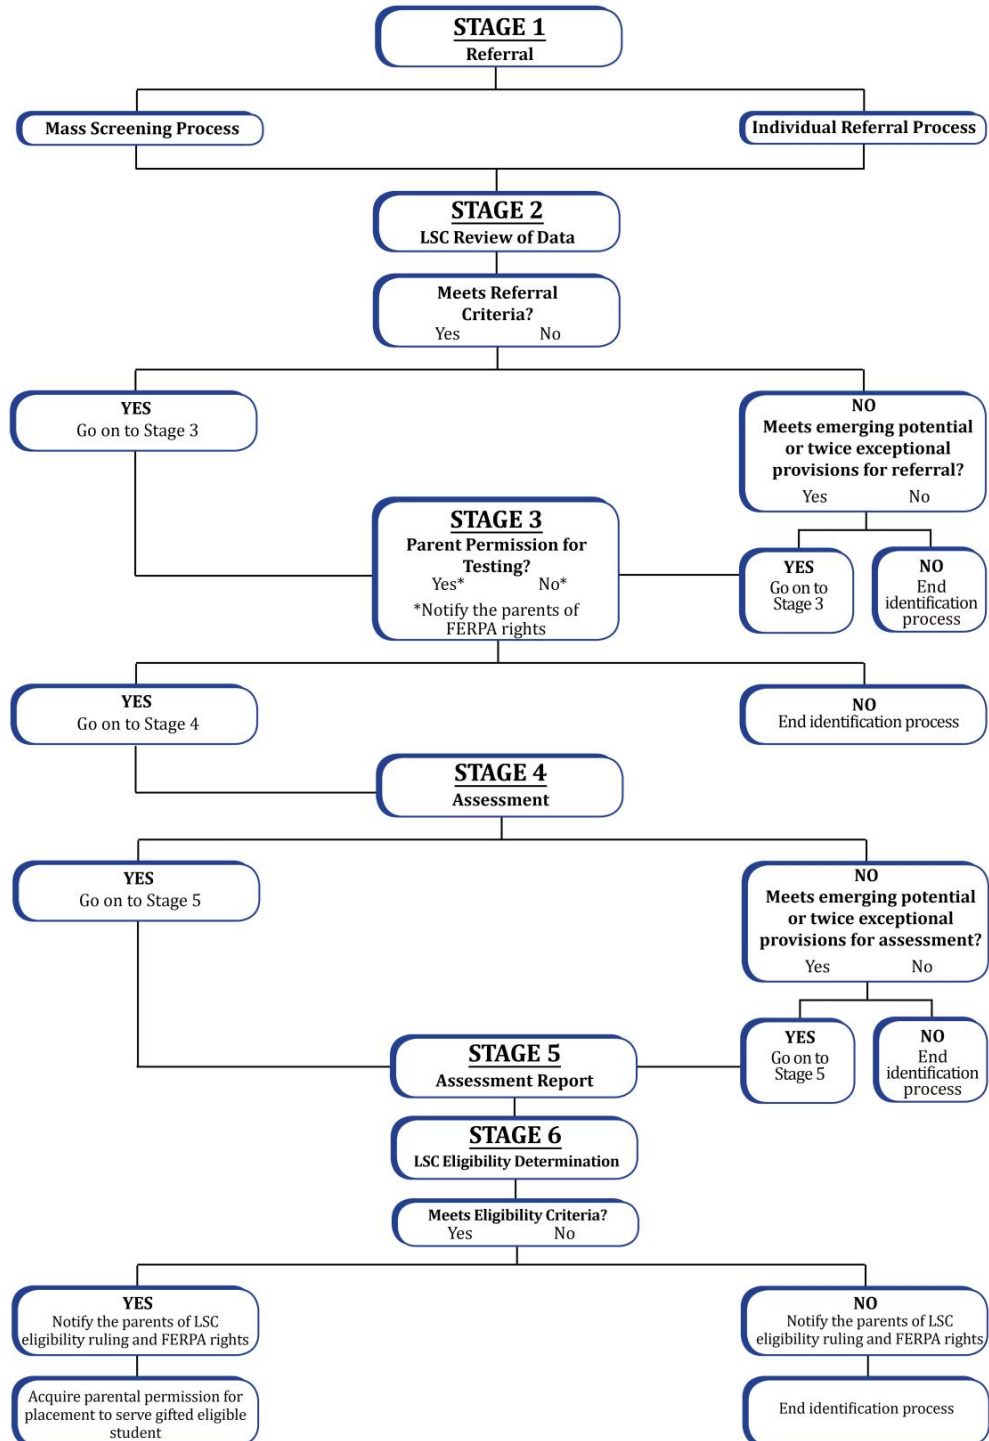 STAGE 1
Referral
Mass Screening Process
Individual Referral Process
STAGE 2
LSC Review of Data
Meets Referral
Criteria?
Yes No
YES
Go on to Stage 3
NO
Meets emerging potential
or twice exceptional
provisions for referral?
Yes No
STAGE 3
Parent Permission for
Testing?
Yes* No*
*Notify the parents of
FERPA rights
YES
Go on to
Stage 3
NO
End
identification
process
YES
Go on to Stage 4
NO
End identification process
STAGE 4
Assessment
YES
Go on to Stage 5
NO
Meets emerging potential
or twice exceptional
provisions for assessment?
Yes No
YES
Go on to
Stage 5
NO
End
identification
process
STAGE 5
Assessment Report
STAGE 6
LSC Eligibility Determination
Meets Eligibility Criteria?
Yes No
YES
Notify the parents of LSC
eligibility ruling and FERPA rights
NO
Notify the parents of LSC
eligibility ruling and FERPA rights
Acquire parental permission for
placement to serve gifted eligible
student
End identification process